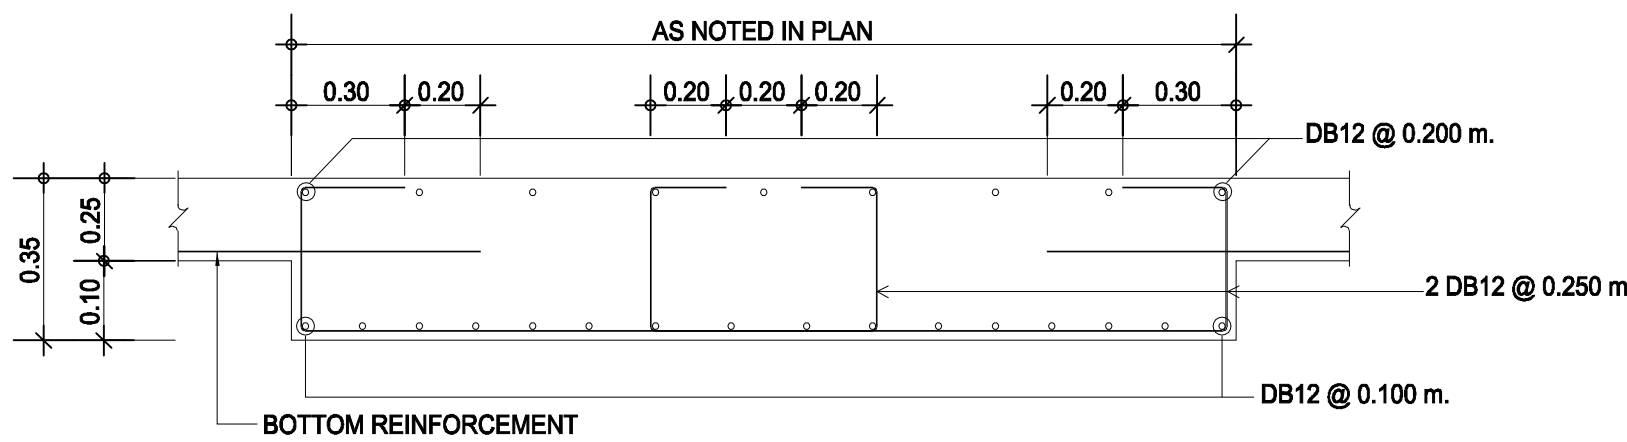 AS NOTED IN PLAN
0.30 0.20 0.20 0.20 0.20 0.20 0.30
DB12 @ 0.200 m.
0.35
0.25
0.10
2 DB12 @ 0.250 m
DB12 @ 0.100 m.
BOTTOM REINFORCEMENT